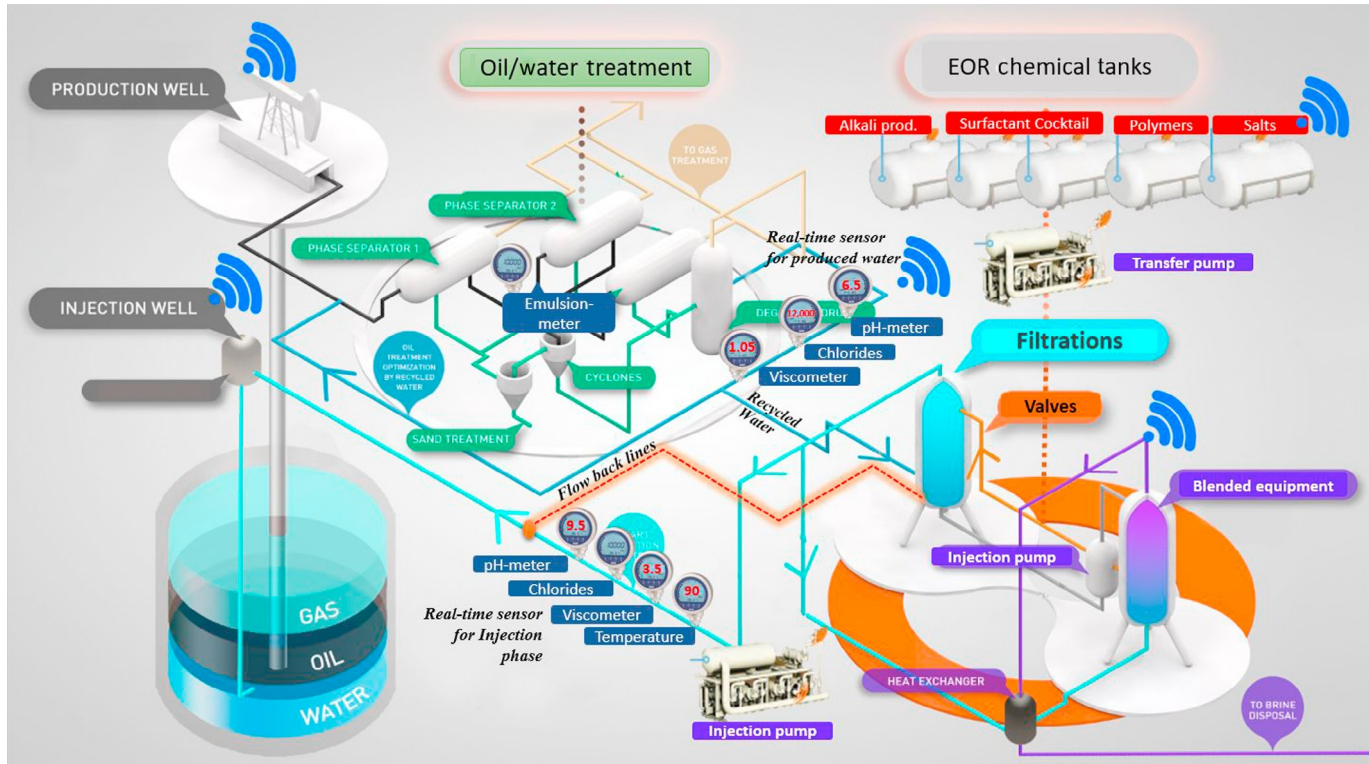 Oil/water treatment
EOR chemical tanks
PRODUCTION WELL
Alkali prod.
Surfactant Cocktail
Polymers
Salts
TO GAS
TREATMENT
PHASE SEPARATOR 2
PHASE SEPARATOR 1
Real-time sensor
for produced water
Transfer pump
INJECTION WELL
Emulsion-
meter
6.5
12,000
1.05
pH-meter
Chlorides
Viscometer
Filtrations
OIL
TREATMENT
OPTIMIZATION
BY RECYCLED
WATER
CYCLONES
SAND TREATMENT
Recycled
Water
Valves
Flow back lines
Blended equipment
9.5
10000
3.5
90
pH-meter
Chlorides
Viscometer
Temperature
Real-time sensor
for Injection
phase
Injection pump
GAS
OIL
WATER
HEAT EXCHANGER
Injection pump
TO BRINE
DISPOSAL